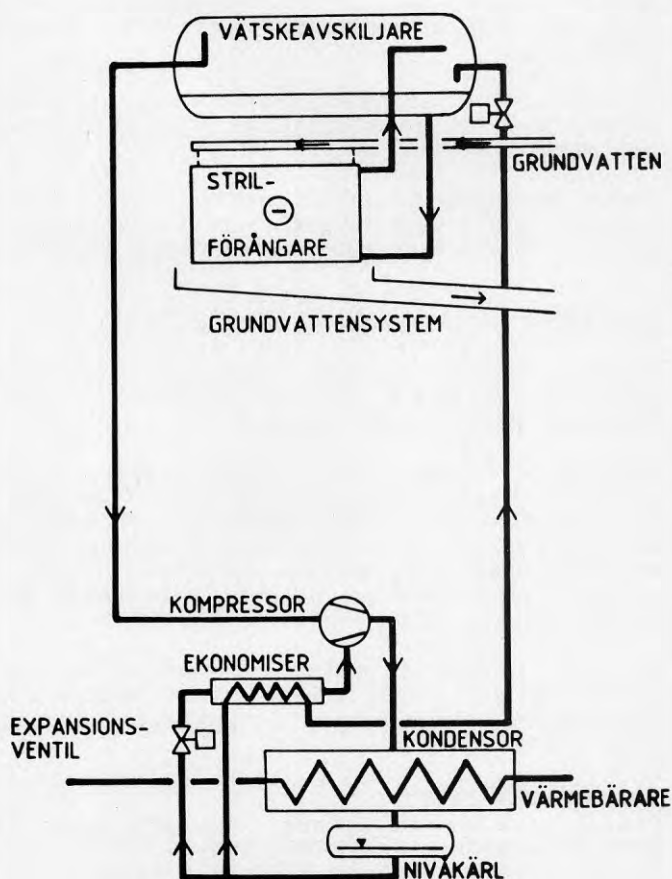 VÄTSKEAVSKILJARE
GRUNDVATTEN
STRIL-
FÖRÅNGARE
GRUNDVATTENSYSTEM
KOMPRESSOR
EKONOMISER
EXPANSIONS-
VENTIL
KONDENSOR
VÄRMEBÄRARE
NIVÅKÄRL